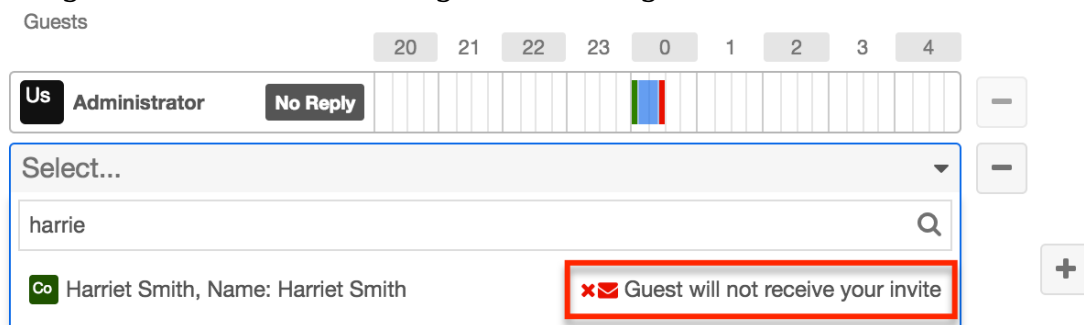 Guests
20 21 22 23 0 1 2 3 4
Us Administrator No Reply
Select...
harrie
Co Harriet Smith, Name: Harriet Smith Guest will not receive your invite